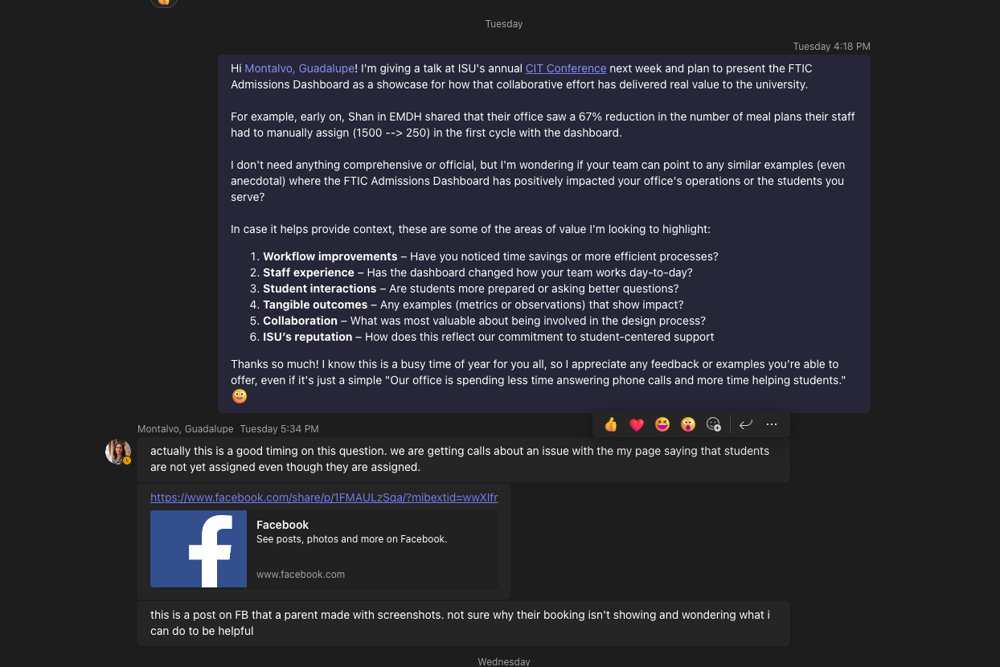 Tuesday
Tuesday 4:18 PM
Hi Montalvo, Guadalupe! I'm giving a talk at ISU's annual CIT Conference next week and plan to present the FTIC
Admissions Dashboard as a showcase for how that collaborative effort has delivered real value to the university.
For example, early on, Shan in EMDH shared that their office saw a 67% reduction in the number of meal plans their staff
had to manually assign (1500 --> 250) in the first cycle with the dashboard.
I don't need anything comprehensive or official, but I'm wondering if your team can point to any similar examples (even
anecdotal) where the FTIC Admissions Dashboard has positively impacted your office's operations or the students you
serve?
In case it helps provide context, these are some of the areas of value I'm looking to highlight:
1. Workflow improvements – Have you noticed time savings or more efficient processes?
2. Staff experience – Has the dashboard changed how your team works day-to-day?
3. Student interactions – Are students more prepared or asking better questions?
4. Tangible outcomes – Any examples (metrics or observations) that show impact?
5. Collaboration – What was most valuable about being involved in the design process?
6. ISU’s reputation – How does this reflect our commitment to student-centered support
Thanks so much! I know this is a busy time of year for you all, so I appreciate any feedback or examples you're able to
offer, even if it's just a simple "Our office is spending less time answering phone calls and more time helping students."
Montalvo, Guadalupe Tuesday 5:34 PM
actually this is a good timing on this question. we are getting calls about an issue with the my page saying that students
are not yet assigned even though they are assigned.
https://www.facebook.com/share/p/1FMAULzSqa/?mibextid=wwXIfr
Facebook
See posts, photos and more on Facebook.
www.facebook.com
this is a post on FB that a parent made with screenshots. not sure why their booking isn't showing and wondering what i
can do to be helpful
Wednesday